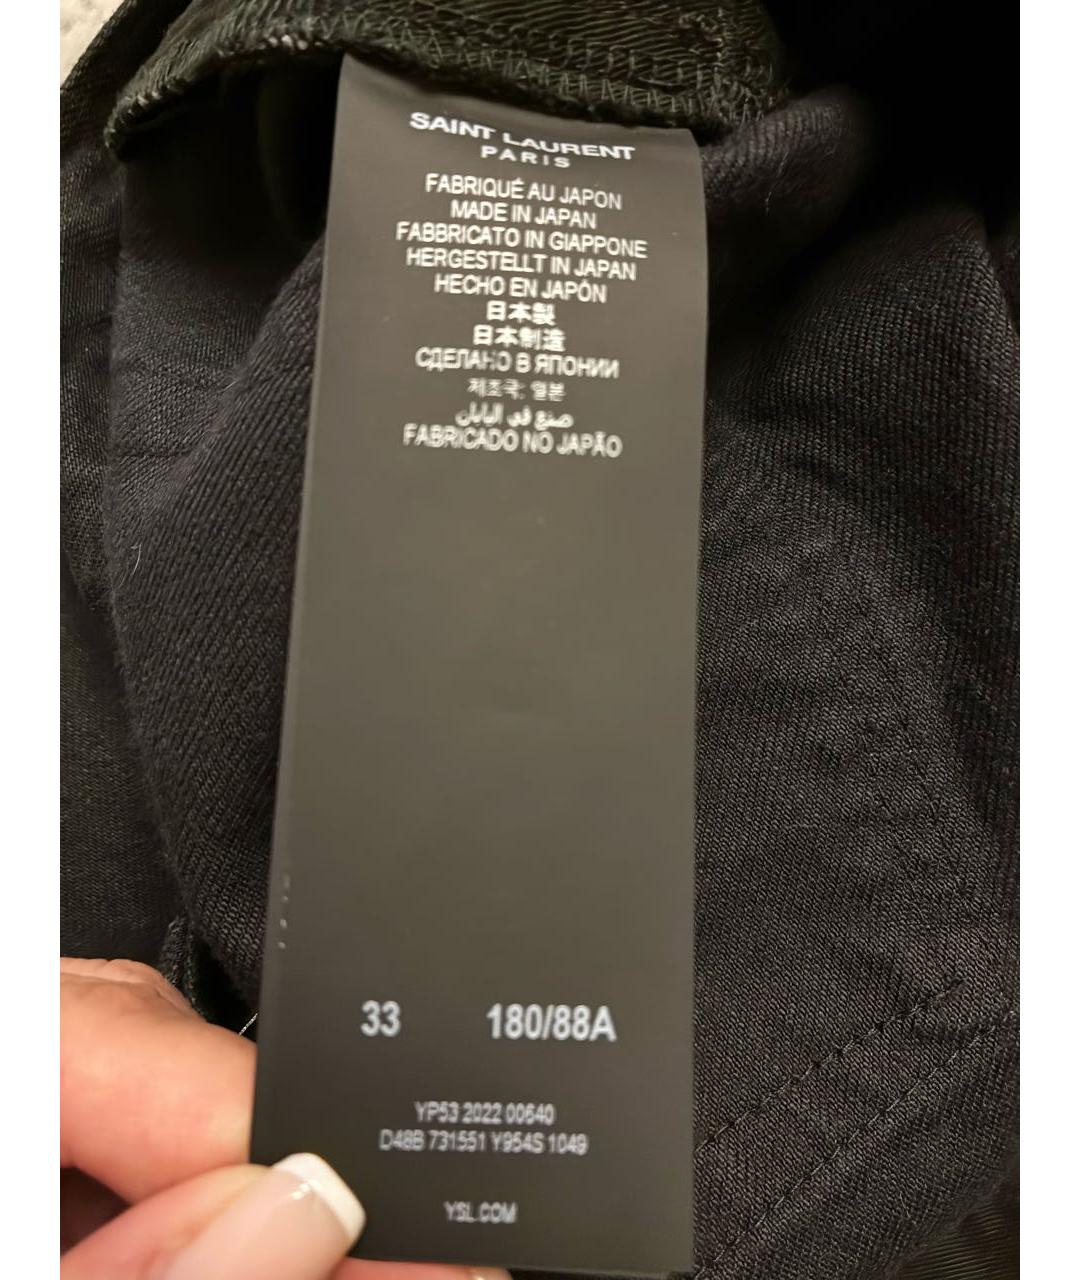 SAINT LAURENT
PARIS
FABRIQUÉ AU JAPON
MADE IN JAPAN
FABBRICATO IN GIAPPONE
HERGESTELLT IN JAPAN
HECHO EN JAPÓN
日本製
日本制造
СДЕЛАНО В ЯПОНИИ
제조국: 일본
صنع في اليابان
FABRICADO NO JAPÃO
33 180/88A
YP53 2022 00640
D48B 731551 Y954S 1049
YSL.COM